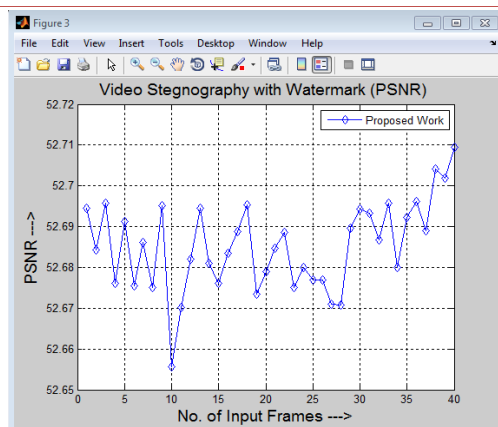 Figure 3
File Edit View Insert Tools Desktop Window Help
Video Stegnography with Watermark (PSNR)
Proposed Work
52.72
52.71
52.7
52.69
52.68
52.67
52.66
52.65
PSNR --->
0 5 10 15 20 25 30 35 40
No. of Input Frames --->